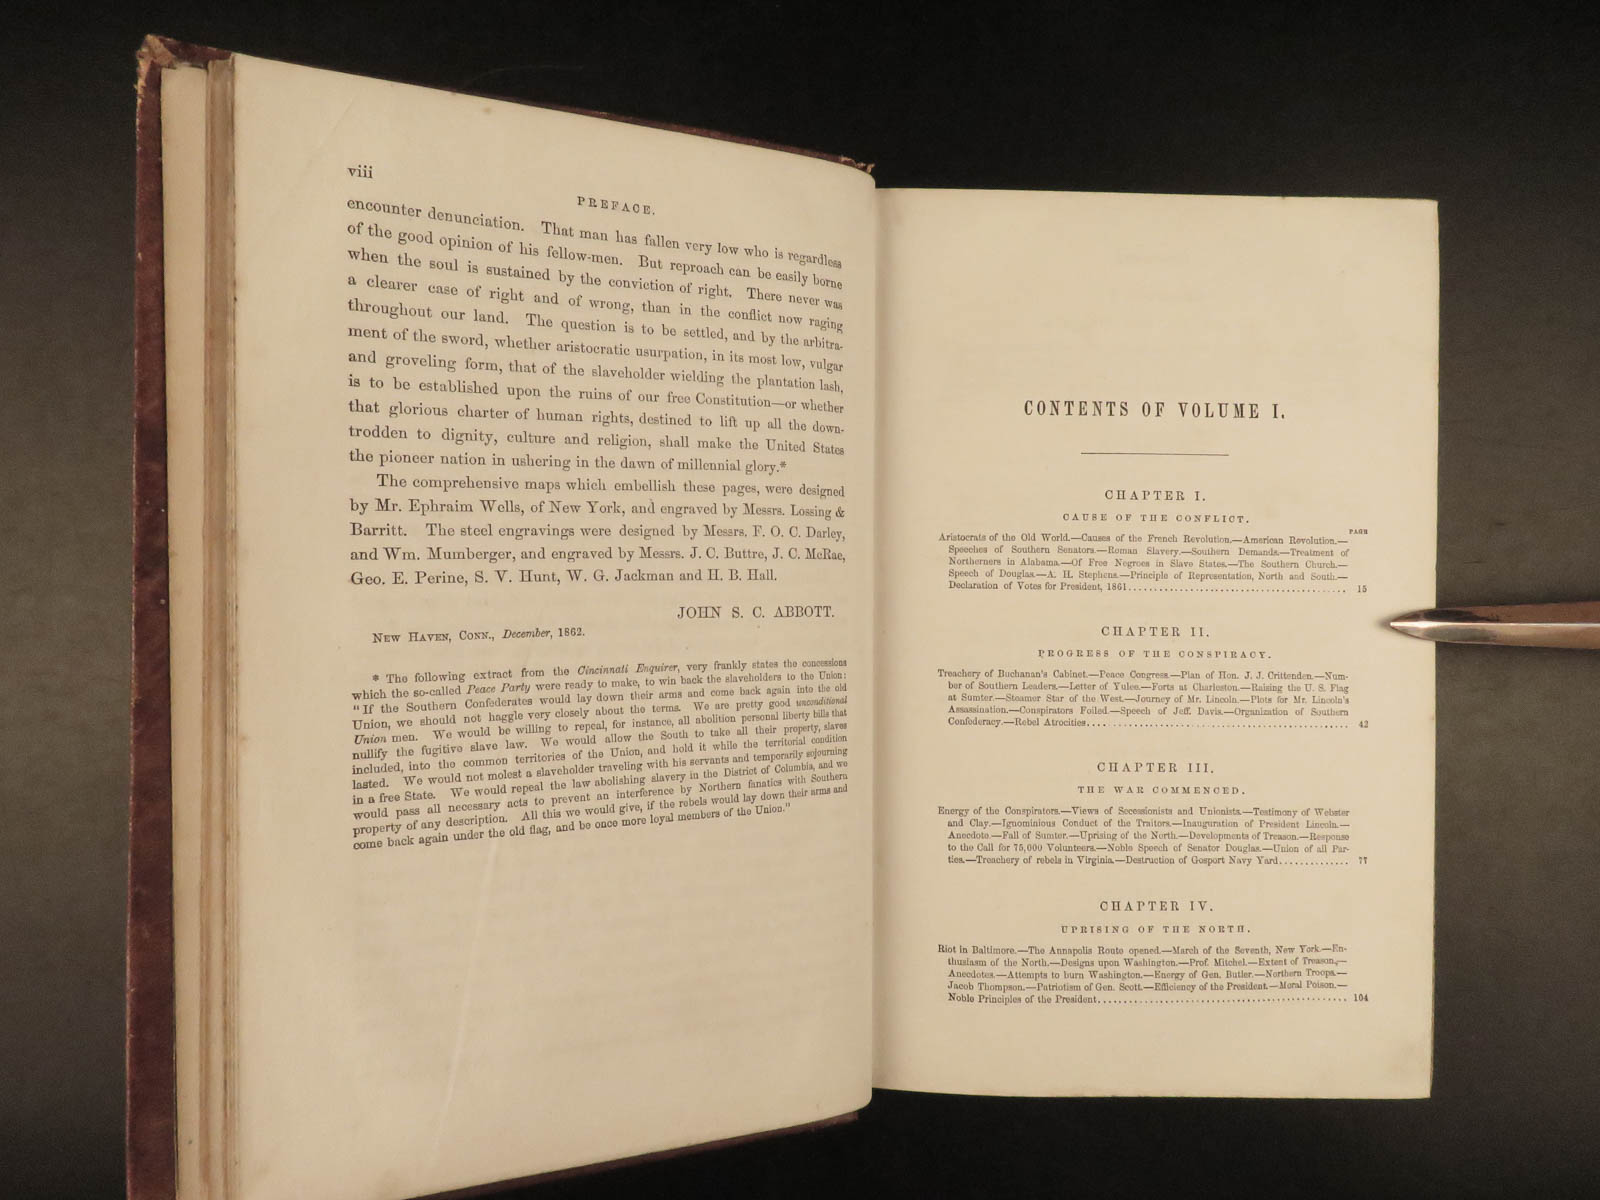 viii
PREFACE.
encounter denunciation. That man has fallen very low who is regardless
of the good opinion of his fellow-men. But reproach can be easily borne
when the soul is sustained by the conviction of right. There never was
a clearer case of right and of wrong, than in the conflict now raging
throughout our land. The question is to be settled, and by the arbitra-
ment of the sword, whether aristocratic usurpation, in its most low, vulgar
and groveling form, that of the slaveholder wielding the plantation lash,
is to be established upon the ruins of our free Constitution—or whether
that glorious charter of human rights, destined to lift up all the down-
trodden to dignity, culture and religion, shall make the United States
the pioneer nation in ushering in the dawn of millennial glory.*
The comprehensive maps which embellish these pages, were designed
by Mr. Ephraim Wells, of New York, and engraved by Messrs. Lossing &
Barritt. The steel engravings were designed by Messrs. F. O. C. Darley,
and Wm. Mumberger, and engraved by Messrs. J. C. Buttre, J. C. McRae,
Geo. E. Perine, S. V. Hunt, W. G. Jackman and H. B. Hall.
JOHN S. C. ABBOTT.
New Haven, Conn., December, 1862.
* The following extract from the Cincinnati Enquirer, very frankly states the concessions
which the so-called Peace Party were ready to make, to win back the slaveholders to the Union:
"If the Southern Confederates would lay down their arms and come back again into the old
Union, we should not haggle very closely about the terms. We are pretty good unconditional
Union men. We would be willing to repeal, for instance, all abolition personal liberty bills that
nullify the fugitive slave law. We would allow the South to take all their property, slaves
included, into the common territories of the Union, and hold it while the territorial condition
lasted. We would not molest a slaveholder traveling with his servants and temporarily sojourning
in a free State. We would repeal the law abolishing slavery in the District of Columbia, and we
would pass all necessary acts to prevent an interference by Northern fanatics with Southern
property of any description. All this we would give, if the rebels would lay down their arms and
come back again under the old flag, and be once more loyal members of the Union."
CONTENTS OF VOLUME I.
CHAPTER I.
CAUSE OF THE CONFLICT.
PAGE
Aristocrats of the Old World.—Causes of the French Revolution.—American Revolution.—
Speeches of Southern Senators.—Roman Slavery.—Southern Demands.—Treatment of
Northerners in Alabama.—Of Free Negroes in Slave States.—The Southern Church.—
Speech of Douglas.—A. H. Stephens.—Principle of Representation, North and South.—
Declaration of Votes for President, 1861........................................ 15
CHAPTER II.
PROGRESS OF THE CONSPIRACY.
Treachery of Buchanan's Cabinet.—Peace Congress.—Plan of Hon. J. J. Crittenden.—Num-
ber of Southern Leaders.—Letter of Yulee.—Forts at Charleston.—Raising the U. S. Flag
at Sumter.—Steamer Star of the West.—Journey of Mr. Lincoln.—Plots for Mr. Lincoln's
Assassination.—Conspirators Foiled.—Speech of Jeff. Davis.—Organization of Southern
Confederacy.—Rebel Atrocities................................................ 42
CHAPTER III.
THE WAR COMMENCED.
Energy of the Conspirators.—Views of Secessionists and Unionists.—Testimony of Webster
and Clay.—Ignominious Conduct of the Traitors.—Inauguration of President Lincoln.—
Anecdote.—Fall of Sumter.—Uprising of the North.—Developments of Treason.—Response
to the Call for 75,000 Volunteers.—Noble Speech of Senator Douglas.—Union of all Par-
ties.—Treachery of rebels in Virginia.—Destruction of Gosport Navy Yard.............. 77
CHAPTER IV.
UPRISING OF THE NORTH.
Riot in Baltimore.—The Annapolis Route opened.—March of the Seventh, New York.—En-
thusiasm of the North.—Designs upon Washington.—Prof. Mitchel.—Extent of Treason.—
Anecdotes.—Attempts to burn Washington.—Energy of Gen. Butler.—Northern Troops.—
Jacob Thompson.—Patriotism of Gen. Scott.—Efficiency of the President.—Moral Poison.—
Noble Principles of the President.............................................. 104